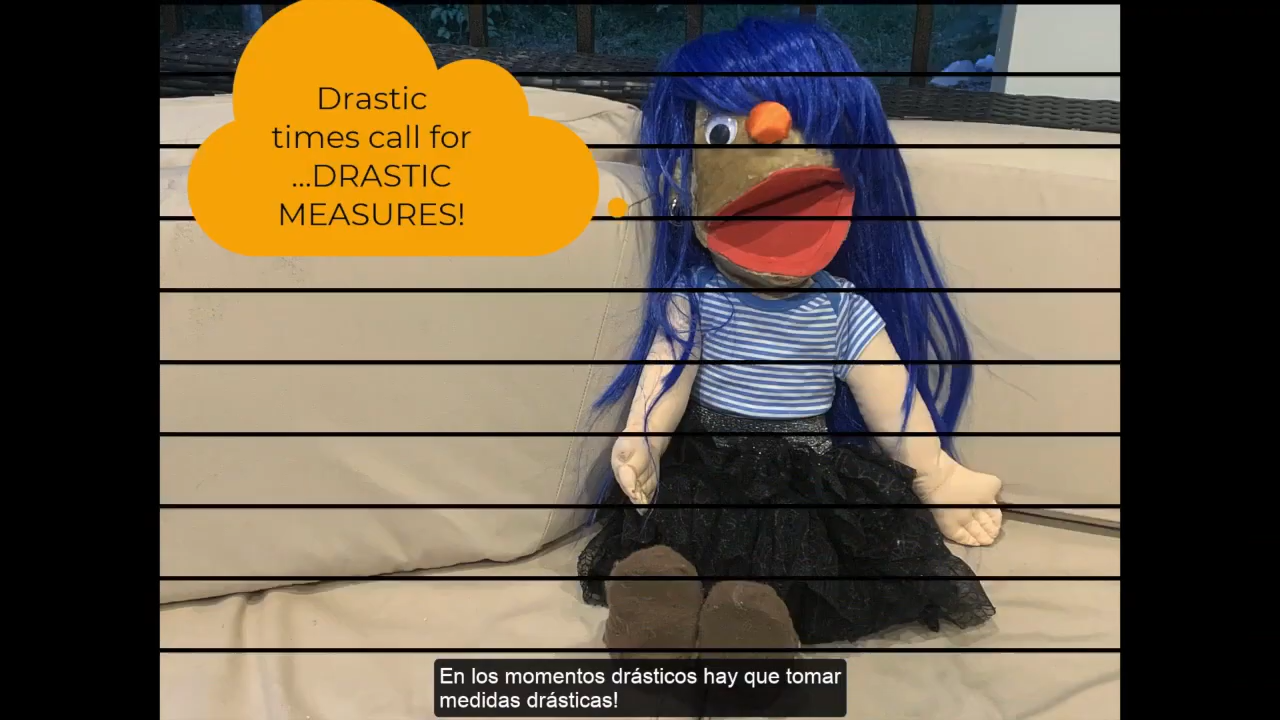 Drastic
times call for
...DRASTIC
MEASURES!
En los momentos drásticos hay que tomar
medidas drásticas!